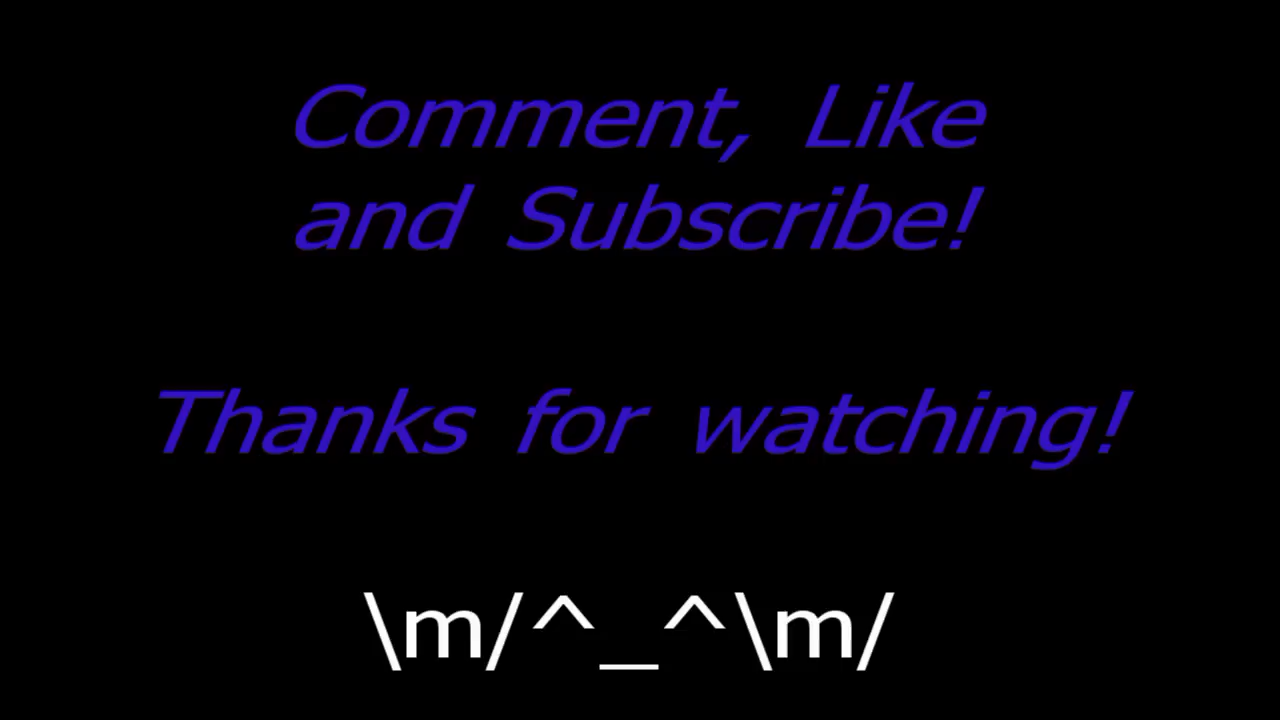 Comment, Like
and Subscribe!
Thanks for watching!
\m/^_^\m/